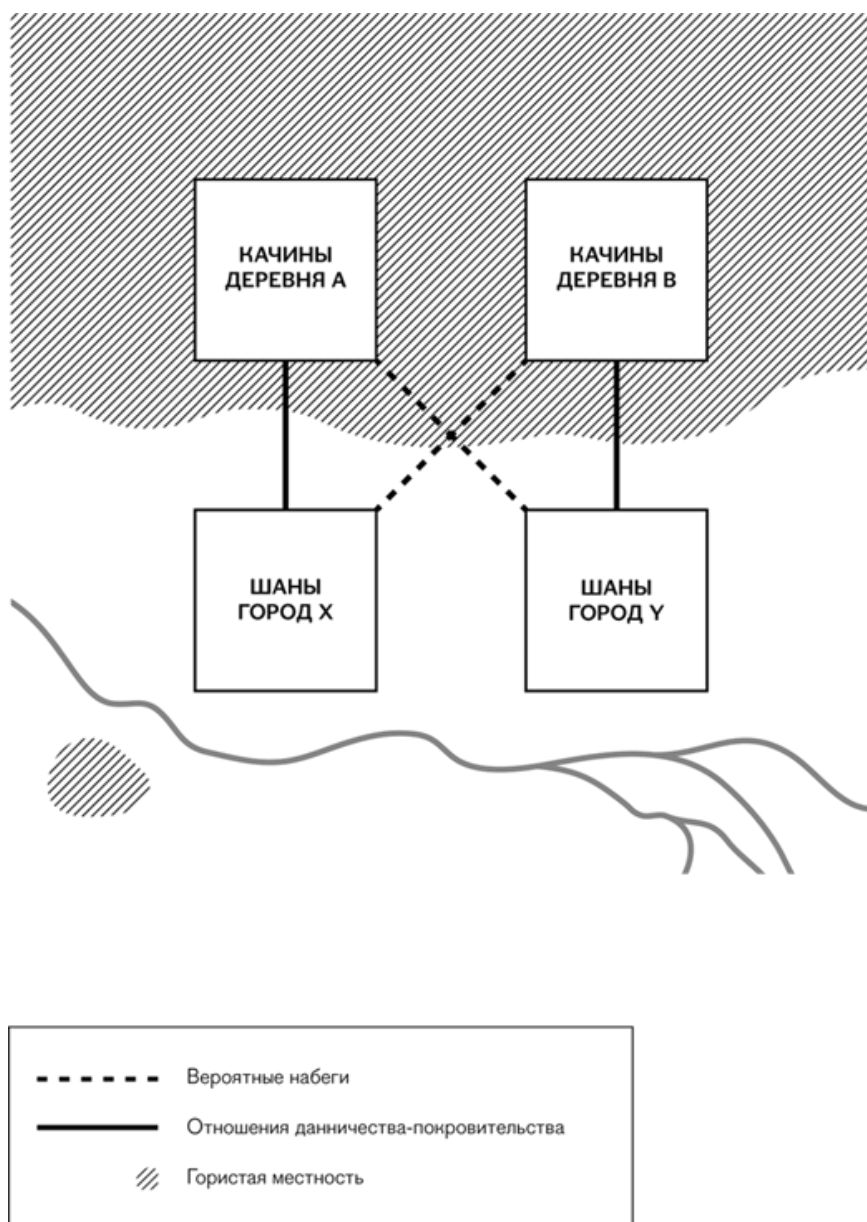 КАЧИНЫ
ДЕРЕВНЯ A
КАЧИНЫ
ДЕРЕВНЯ B
ШАНЫ
ГОРОД X
ШАНЫ
ГОРОД Y
Вероятные набеги
Отношения данничества-покровительства
Гористая местность